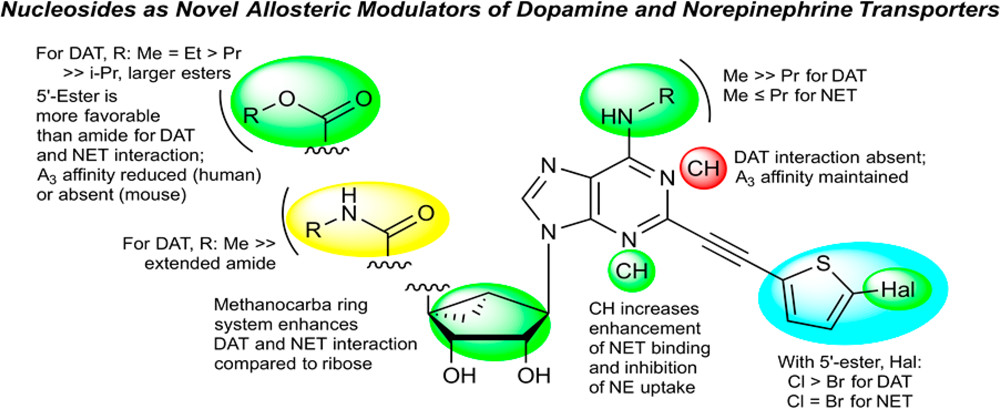 Nucleosides as Novel Allosteric Modulators of Dopamine and Norepinephrine Transporters
For DAT, R: Me = Et > Pr
>> i-Pr, larger esters
5'-Ester is
more favorable
than amide for DAT
and NET interaction;
A3 affinity reduced (human)
or absent (mouse)
R
O
O
For DAT, R: Me >>
extended amide
H
N
R
O
Methanocarba ring
system enhances
DAT and NET interaction
compared to ribose
OH
OH
HN
R
Me >> Pr for DAT
Me ≤ Pr for NET
N
N
N
N
CH
DAT interaction absent;
A3 affinity maintained
CH
CH increases
enhancement
of NET binding
and inhibition
of NE uptake
S
Hal
With 5'-ester, Hal:
Cl > Br for DAT
Cl = Br for NET